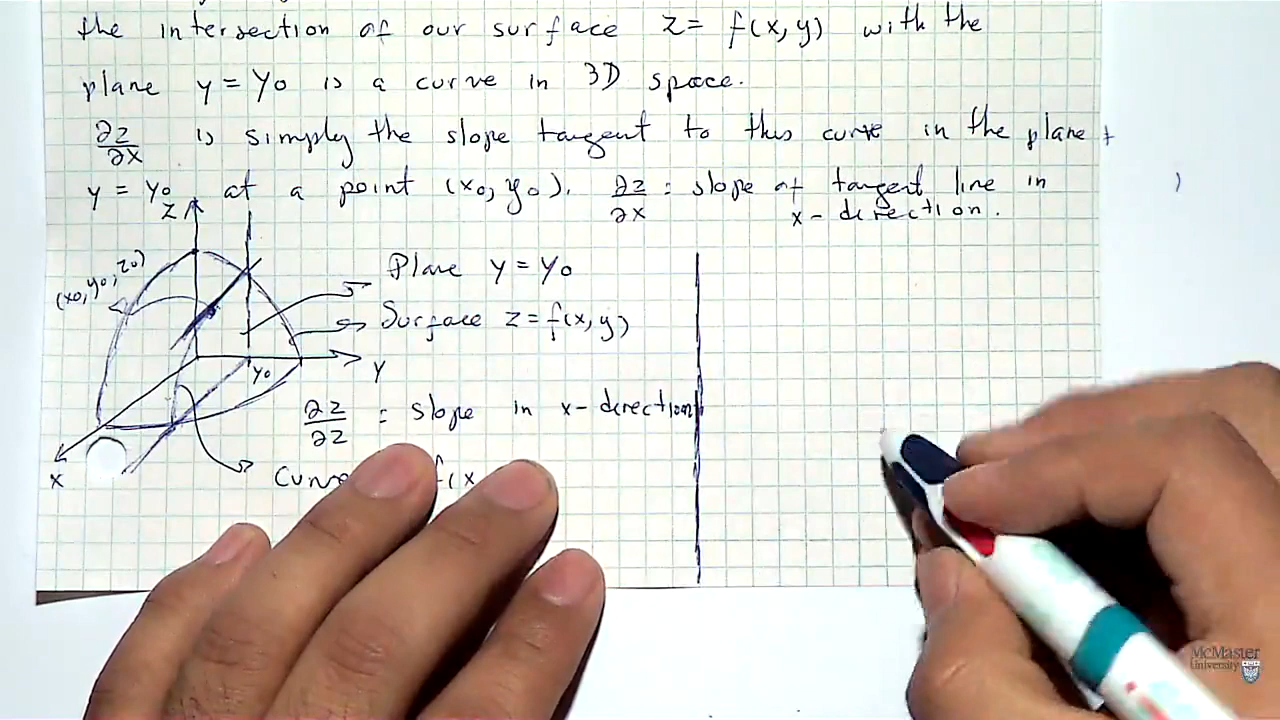 the intersection of our surface z = f(x, y) with the
plane y = y0 is a curve in 3D space.
∂z/∂x is simply the slope tangent to this curve in the plane
y = y0 at a point (x0, y0). ∂z/∂x : slope of tangent line in
x - direction.
z
(x0, y0, z0)
Plane y = y0
Surface z = f(x, y)
y0
y
∂z/∂z : slope in x - direction
x
Curve f(x
McMaster
University